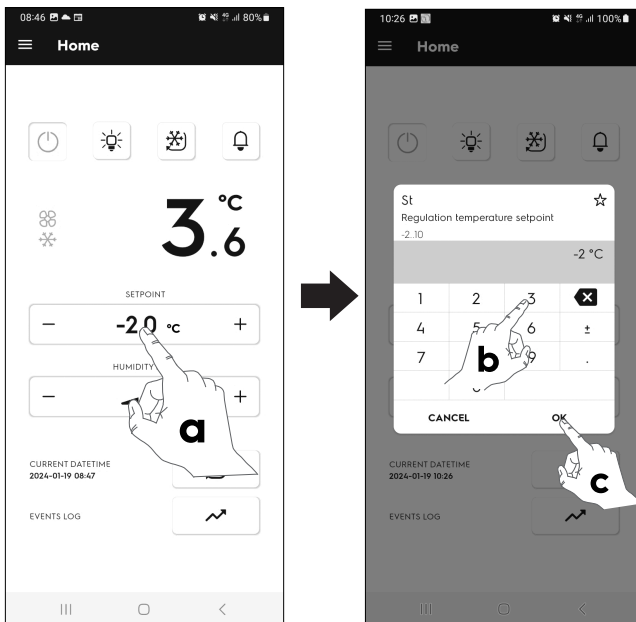 08:46 80%
Home
3.6 °C
SETPOINT
− -2.0 °C +
HUMIDITY
− +
a
CURRENT DATETIME
2024-01-19 08:47
EVENTS LOG
10:26 100%
Home
St
Regulation temperature setpoint
-2..10
-2 °C
1 2 3
4 5 6 ±
7 9 .
b
CANCEL OK
c
CURRENT DATETIME
2024-01-19 10:26
EVENTS LOG